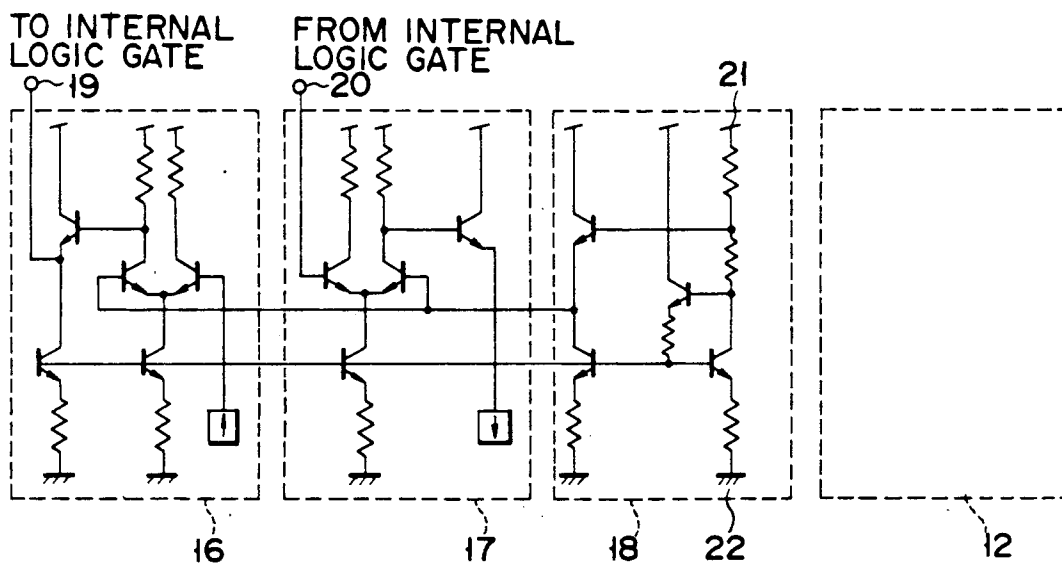 TO INTERNAL
LOGIC GATE
19
FROM INTERNAL
LOGIC GATE
20
21
16
17
18
22
12